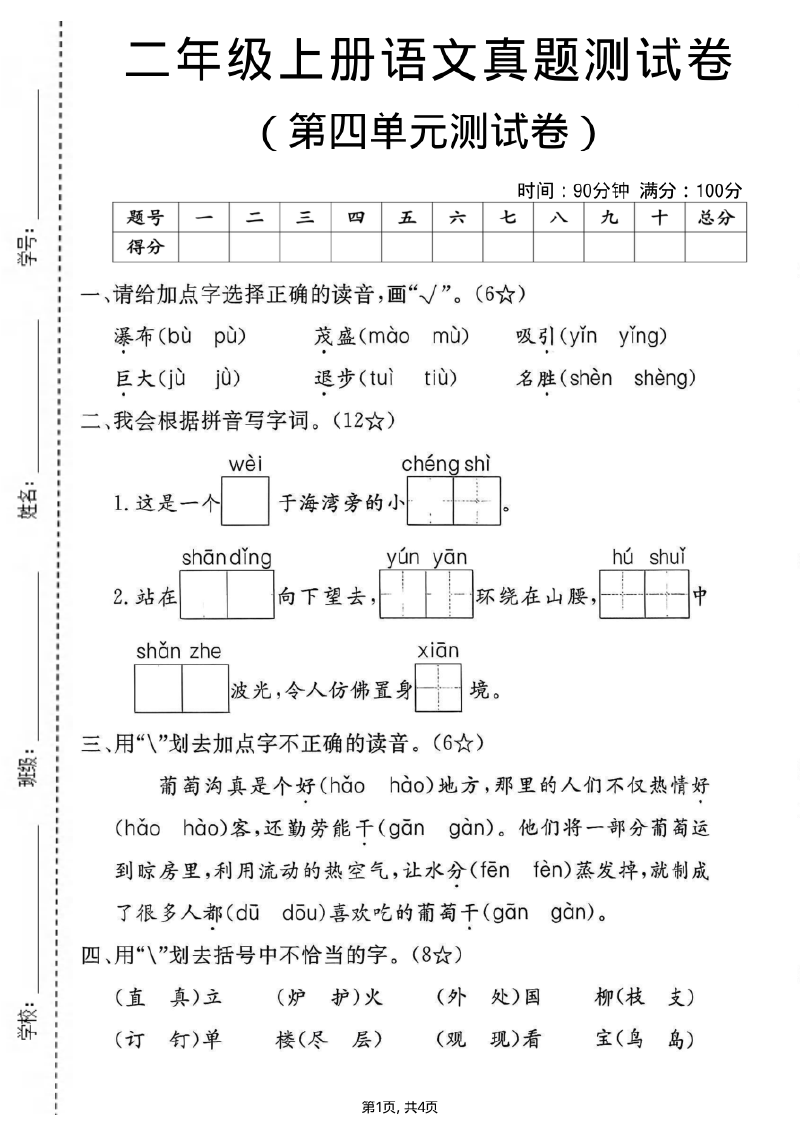 二年级上册语文真题测试卷
（第四单元测试卷）
时间：90分钟 满分：100分
题号 一 二 三 四 五 六 七 八 九 十 总分
得分
一、请给加点字选择正确的读音，画“√”。（6☆）
瀑布（bù pù） 茂盛（mào mù） 吸引（yǐn yǐng）
巨大（jù jǜ） 退步（tuì tiù） 名胜（shèn shèng）
二、我会根据拼音写字词。（12☆）
wèi chéng shì
1. 这是一个 于海湾旁的小 。
shān dǐng yún yān hú shuǐ
2. 站在 向下望去， 环绕在山腰， 中
shǎn zhe xiān
波光，令人仿佛置身 境。
三、用“\”划去加点字不正确的读音。（6☆）
葡萄沟真是个好（hǎo hào）地方，那里的人们不仅热情好
（hǎo hào）客，还勤劳能干（gān gàn）。他们将一部分葡萄运
到晾房里，利用流动的热空气，让水分（fēn fèn）蒸发掉，就制成
了很多人都（dū dōu）喜欢吃的葡萄干（gān gàn）。
四、用“\”划去括号中不恰当的字。（8☆）
（直 真）立 （炉 护）火 （外 处）国 柳（枝 支）
（订 钉）单 楼（尽 层） （观 现）看 宝（鸟 岛）
第1页, 共4页
学号：
姓名：
班级：
学校：